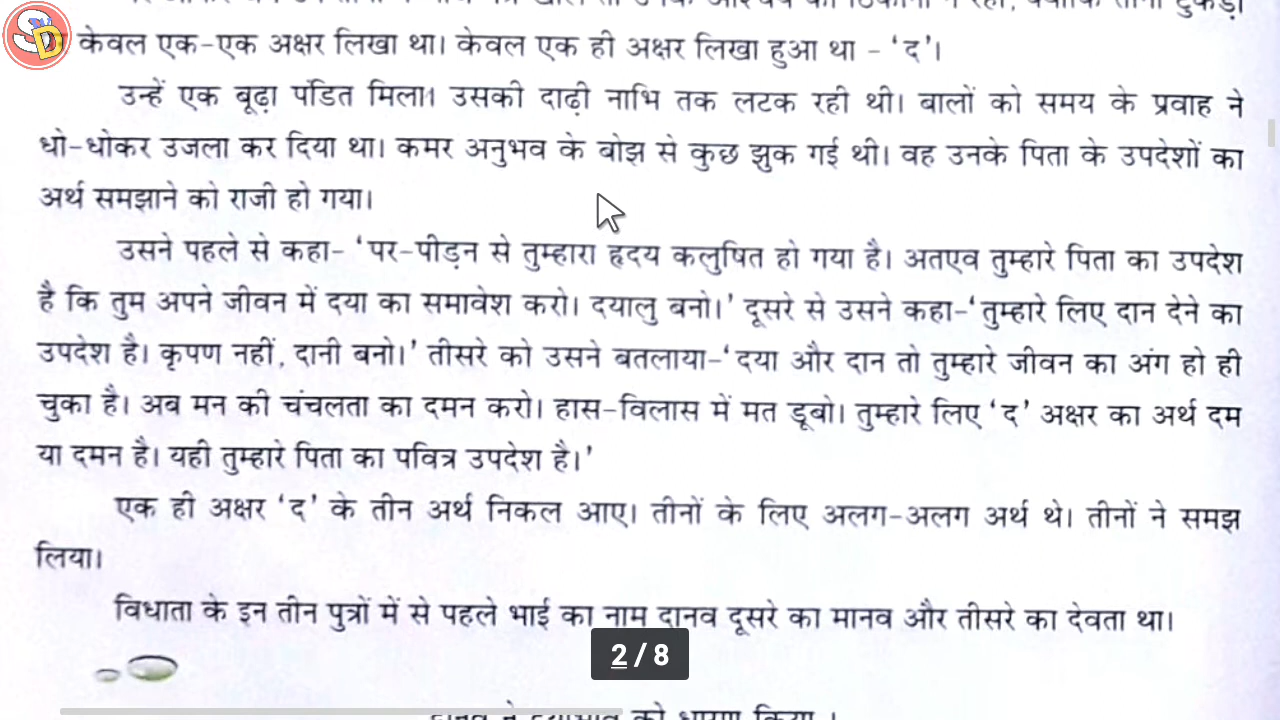 केवल एक-एक अक्षर लिखा था। केवल एक ही अक्षर लिखा हुआ था - ‘द’।
उन्हें एक बूढ़ा पंडित मिला। उसकी दाढ़ी नाभि तक लटक रही थी। बालों को समय के प्रवाह ने
धो-धोकर उजला कर दिया था। कमर अनुभव के बोझ से कुछ झुक गई थी। वह उनके पिता के उपदेशों का
अर्थ समझाने को राजी हो गया।
उसने पहले से कहा- ‘पर-पीड़न से तुम्हारा हृदय कलुषित हो गया है। अतएव तुम्हारे पिता का उपदेश
है कि तुम अपने जीवन में दया का समावेश करो। दयालु बनो।’ दूसरे से उसने कहा-‘तुम्हारे लिए दान देने का
उपदेश है। कृपण नहीं, दानी बनो।’ तीसरे को उसने बतलाया-‘दया और दान तो तुम्हारे जीवन का अंग हो ही
चुका है। अब मन की चंचलता का दमन करो। हास-विलास में मत डूबो। तुम्हारे लिए ‘द’ अक्षर का अर्थ दम
या दमन है। यही तुम्हारे पिता का पवित्र उपदेश है।’
एक ही अक्षर ‘द’ के तीन अर्थ निकल आए। तीनों के लिए अलग-अलग अर्थ थे। तीनों ने समझ
लिया।
विधाता के इन तीन पुत्रों में से पहले भाई का नाम दानव दूसरे का मानव और तीसरे का देवता था।
2 / 8
SD